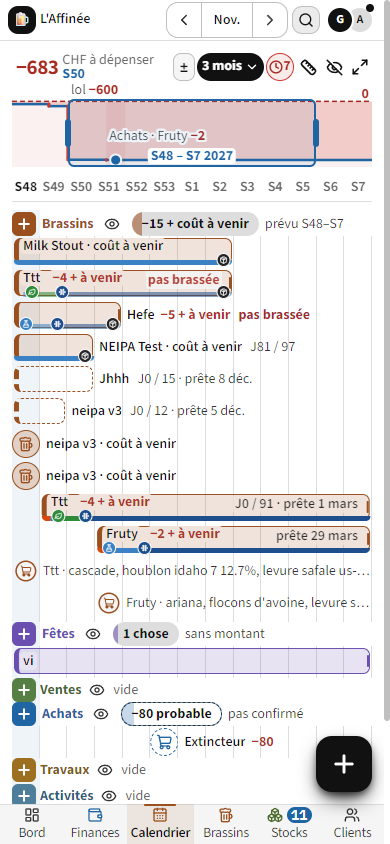 L'Affinée
Nov.
G A
−683 CHF à dépenser S50
± 3 mois 7
lol −600
0
Achats · Fruty −2
S48 – S7 2027
S48 S49 S50 S51 S52 S53 S1 S2 S3 S4 S5 S6 S7
Brassins −15 + coût à venir prévu S48–S7
Milk Stout · coût à venir
Ttt −4 + à venir pas brassée
Hefe −5 + à venir pas brassée
NEIPA Test · coût à venir J81 / 97
Jhhh J0 / 15 · prête 8 déc.
neipa v3 J0 / 12 · prête 5 déc.
neipa v3 · coût à venir
neipa v3 · coût à venir
Ttt −4 + à venir J0 / 91 · prête 1 mars
Fruty −2 + à venir prête 29 mars
Ttt · cascade, houblon idaho 7 12.7%, levure safale us-…
Fruty · ariana, flocons d'avoine, levure s…
Fêtes 1 chose sans montant
vi
Ventes vide
Achats −80 probable pas confirmé
Extincteur −80
Travaux vide
Activités vide
Bord Finances Calendrier Brassins Stocks 11 Clients